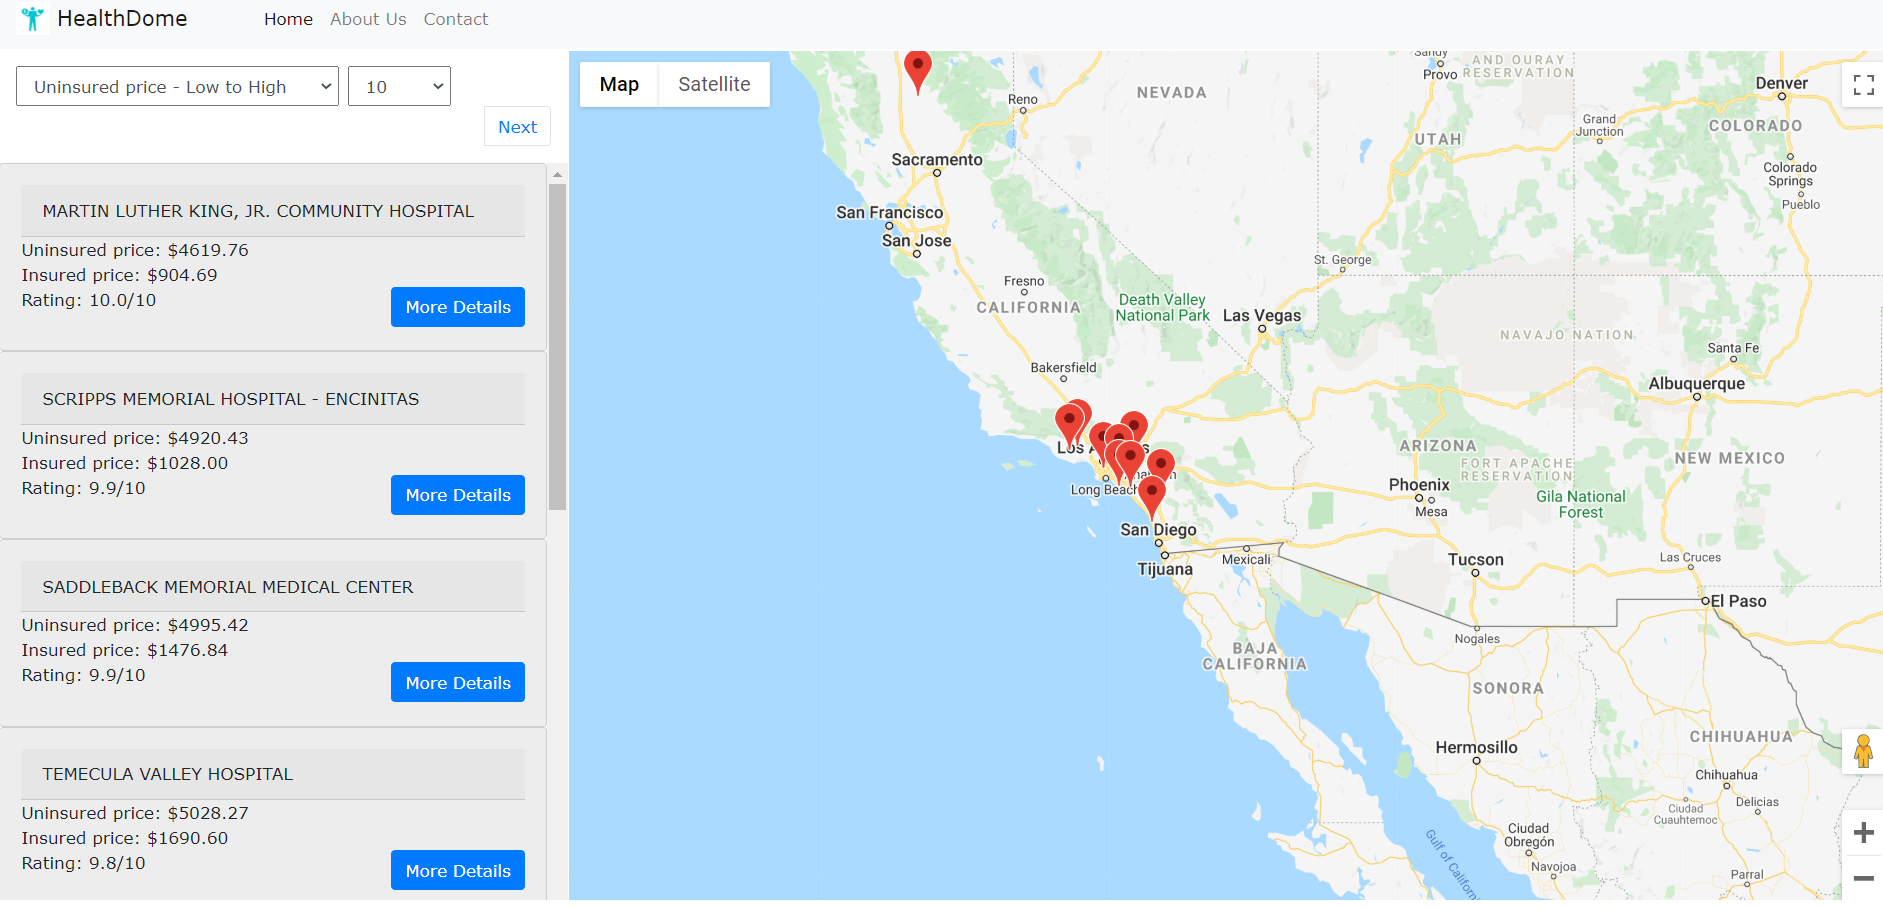 HealthDome
Home About Us Contact
Uninsured price - Low to High
10
Next
MARTIN LUTHER KING, JR. COMMUNITY HOSPITAL
Uninsured price: $4619.76
Insured price: $904.69
Rating: 10.0/10
More Details
SCRIPPS MEMORIAL HOSPITAL - ENCINITAS
Uninsured price: $4920.43
Insured price: $1028.00
Rating: 9.9/10
More Details
SADDLEBACK MEMORIAL MEDICAL CENTER
Uninsured price: $4995.42
Insured price: $1476.84
Rating: 9.9/10
More Details
TEMECULA VALLEY HOSPITAL
Uninsured price: $5028.27
Insured price: $1690.60
Rating: 9.8/10
More Details
Map
Satellite
Sandy
Provo
AND OURAY
RESERVATION
Denver
NEVADA
Reno
Grand
Junction
COLORADO
UTAH
Sacramento
Colorado
Springs
Pueblo
San Francisco
San Jose
St. George
Fresno
CALIFORNIA
Death Valley
National Park
Las Vegas
NAVAJO NATION
Santa Fe
Bakersfield
Albuquerque
Los
ARIZONA
NEW MEXICO
FORT APACHE
RESERVATION
Phoenix
Mesa
Gila National
Forest
Long Beach
San Diego
Tijuana
Mexicali
Tucson
Las Cruces
El Paso
Nogales
BAJA
CALIFORNIA
SONORA
CHIHUAHUA
Hermosillo
Chihuahua
Delicias
Ciudad
Cuauhtemoc
Ciudad
Obregón
Navojoa
Parral
Gulf of